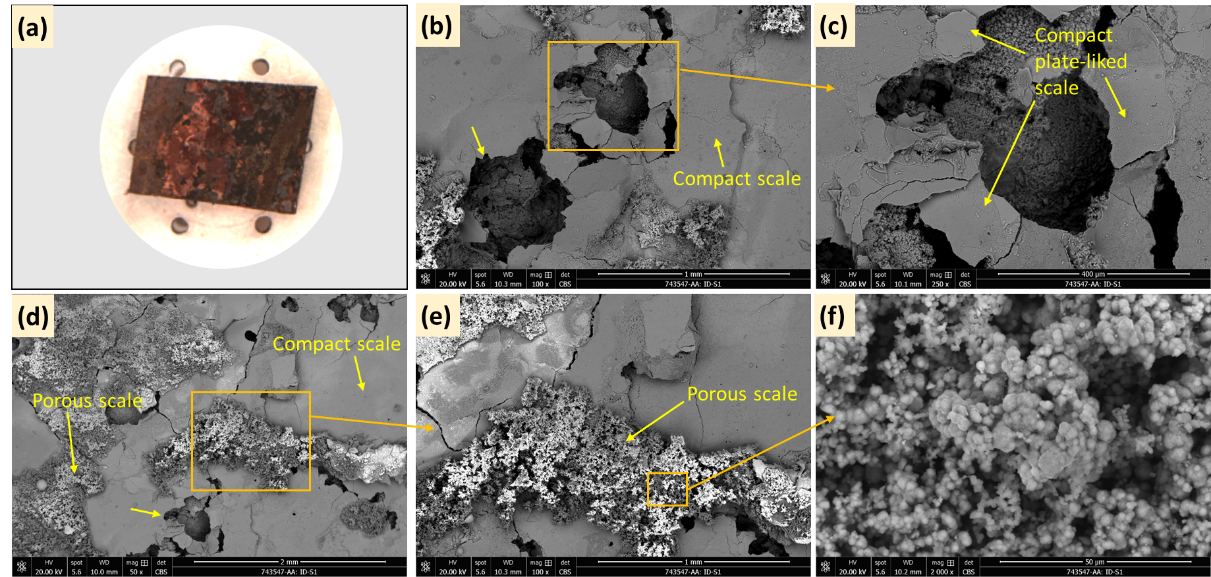 (a)
(b)
Compact scale
HV spot WD mag det
20.00 kV 5.6 10.3 mm 100 x CBS
1 mm
743547-AA: ID-S1
(c)
Compact
plate-liked
scale
HV spot WD mag det
20.00 kV 5.6 10.1 mm 250 x CBS
400 µm
743547-AA: ID-S1
(d)
Compact scale
Porous scale
HV spot WD mag det
20.00 kV 5.6 10.0 mm 50 x CBS
2 mm
743547-AA: ID-S1
(e)
Porous scale
HV spot WD mag det
20.00 kV 5.6 10.3 mm 100 x CBS
1 mm
743547-AA: ID-S1
(f)
HV spot WD mag det
20.00 kV 5.6 10.2 mm 2 000 x CBS
50 µm
743547-AA: ID-S1